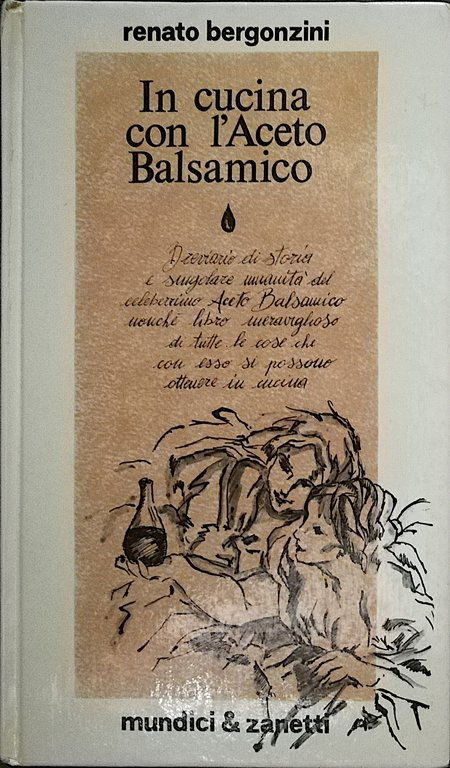 renato bergonzini
In cucina
con l'Aceto
Balsamico
Breviario di storia
e singolare umanità del
celeberrimo Aceto Balsamico
nonché libro meraviglioso
di tutte le cose che
con esso si possono
ottenere in cucina
mundici & zanetti